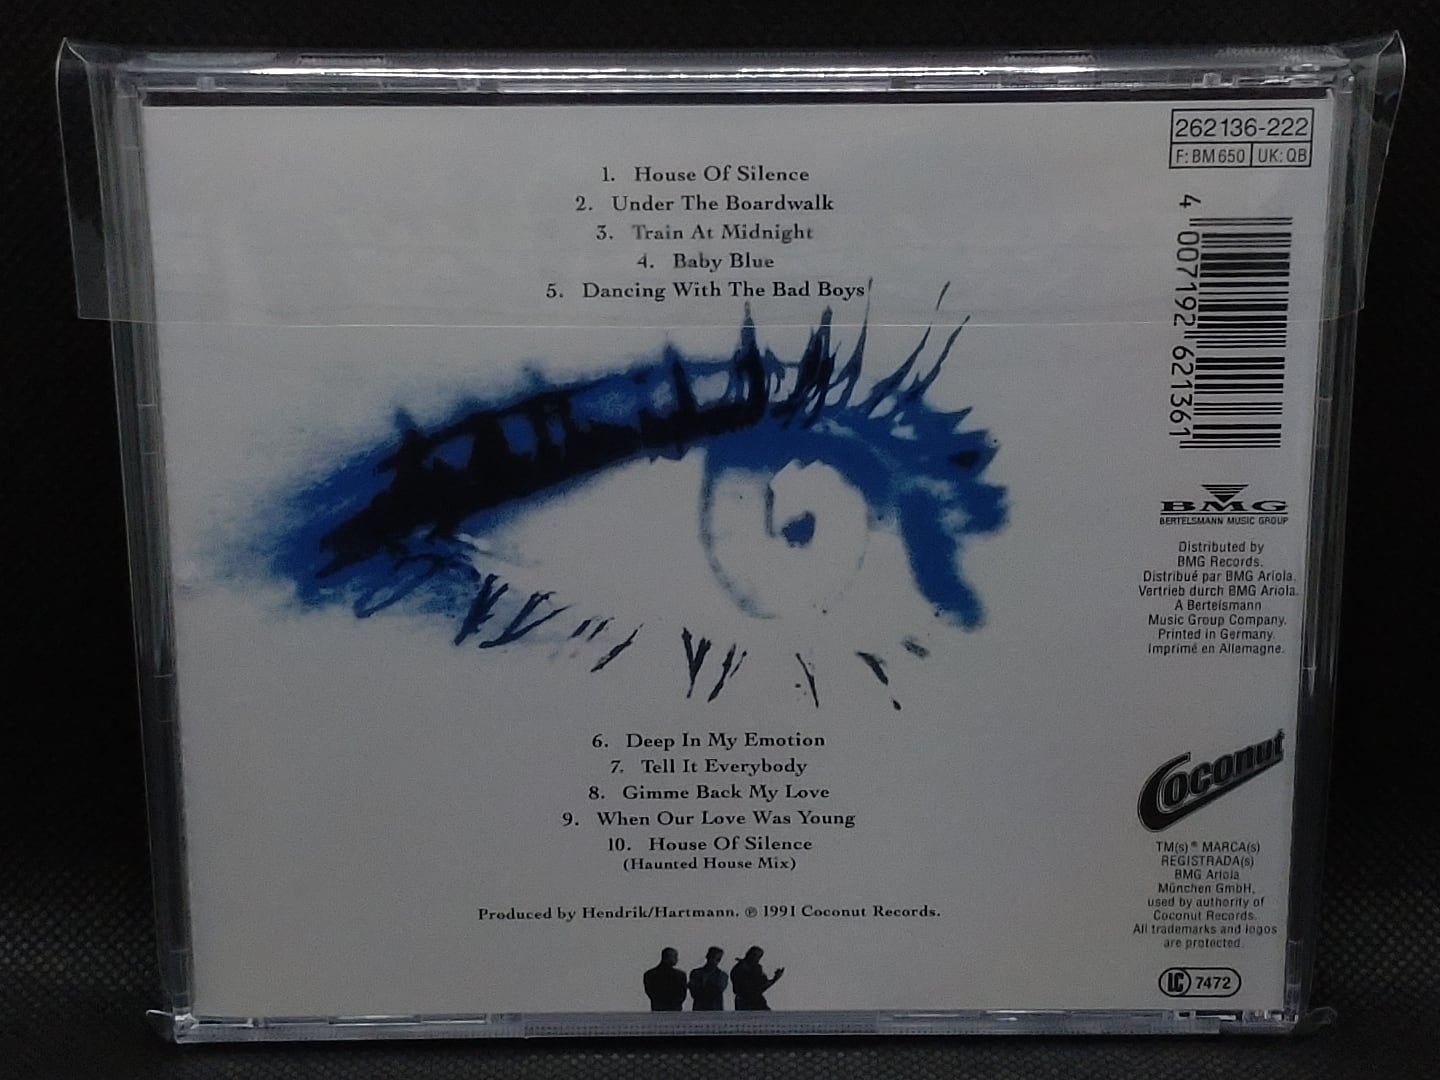 1. House Of Silence
2. Under The Boardwalk
3. Train At Midnight
4. Baby Blue
5. Dancing With The Bad Boys
6. Deep In My Emotion
7. Tell It Everybody
8. Gimme Back My Love
9. When Our Love Was Young
10. House Of Silence
(Haunted House Mix)
Produced by Hendrik/Hartmann. ℗ 1991 Coconut Records.
262136-222
F: BM 650 UK: QB
4 007192 621361
BMG
BERTELSMANN MUSIC GROUP
Distributed by
BMG Records.
Distribué par BMG Ariola.
Vertrieb durch BMG Ariola.
A Bertelsmann
Music Group Company.
Printed in Germany.
Imprimé en Allemagne.
Coconut
TM(s) ® MARCA(s)
REGISTRADA(s)
BMG Ariola
München GmbH,
used by authority of
Coconut Records.
All trademarks and logos
are protected.
LC 7472